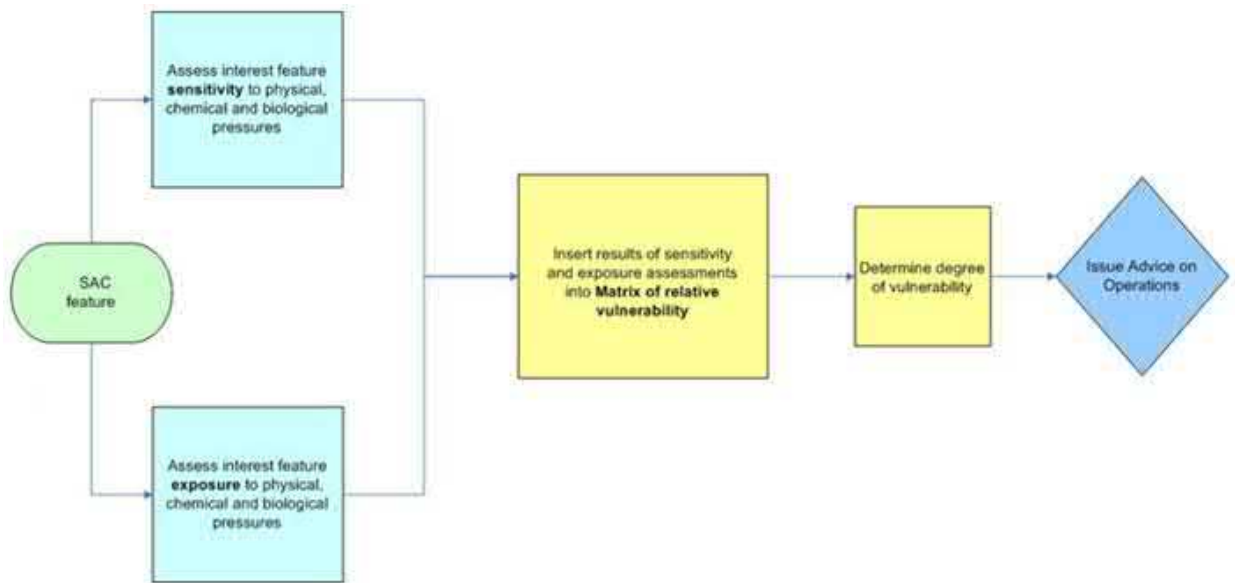 Assess interest feature
sensitivity to physical,
chemical and biological
pressures
SAC
feature
Assess interest feature
exposure to physical,
chemical and biological
pressures
Insert results of sensitivity
and exposure assessments
into Matrix of relative
vulnerability
Determine degree
of vulnerability
Issue Advice on
Operations